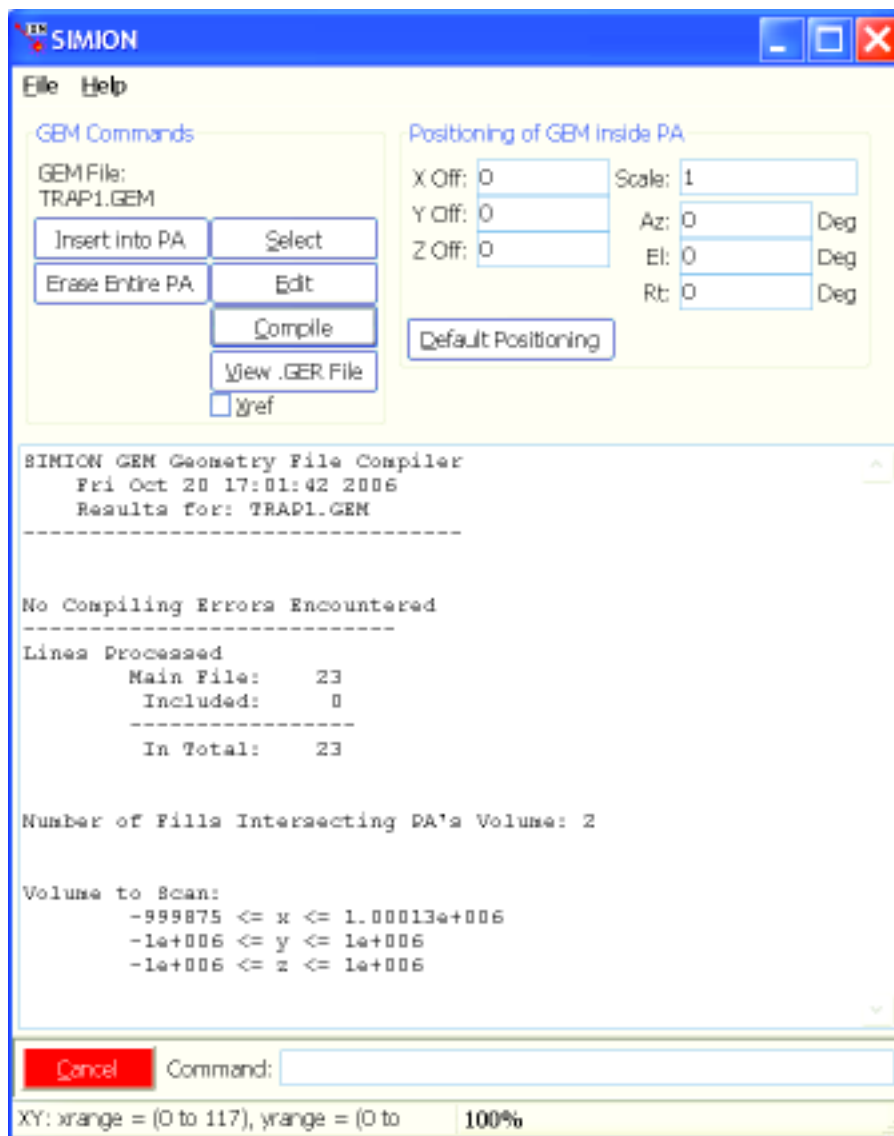 SIMION
File Help
GEM Commands
GEM File:
TRAP1.GEM
Insert into PA Select
Erase Entire PA Edit
Compile
View .GER File
Xref
Positioning of GEM inside PA
X Off: 0 Scale: 1
Y Off: 0 Az: 0 Deg
Z Off: 0 El: 0 Deg
Rt: 0 Deg
Default Positioning
SIMION GEM Geometry File Compiler
Fri Oct 20 17:01:42 2006
Results for: TRAP1.GEM
---------------------------------
No Compiling Errors Encountered
----------------------------
Lines Processed
Main File: 23
Included: 0
-----------------
In Total: 23
Number of Fills Intersecting PA's Volume: 2
Volume to Scan:
-999875 <= x <= 1.00013e+006
-1e+006 <= y <= 1e+006
-1e+006 <= z <= 1e+006
Cancel Command:
XY: xrange = (0 to 117), yrange = (0 to 100%